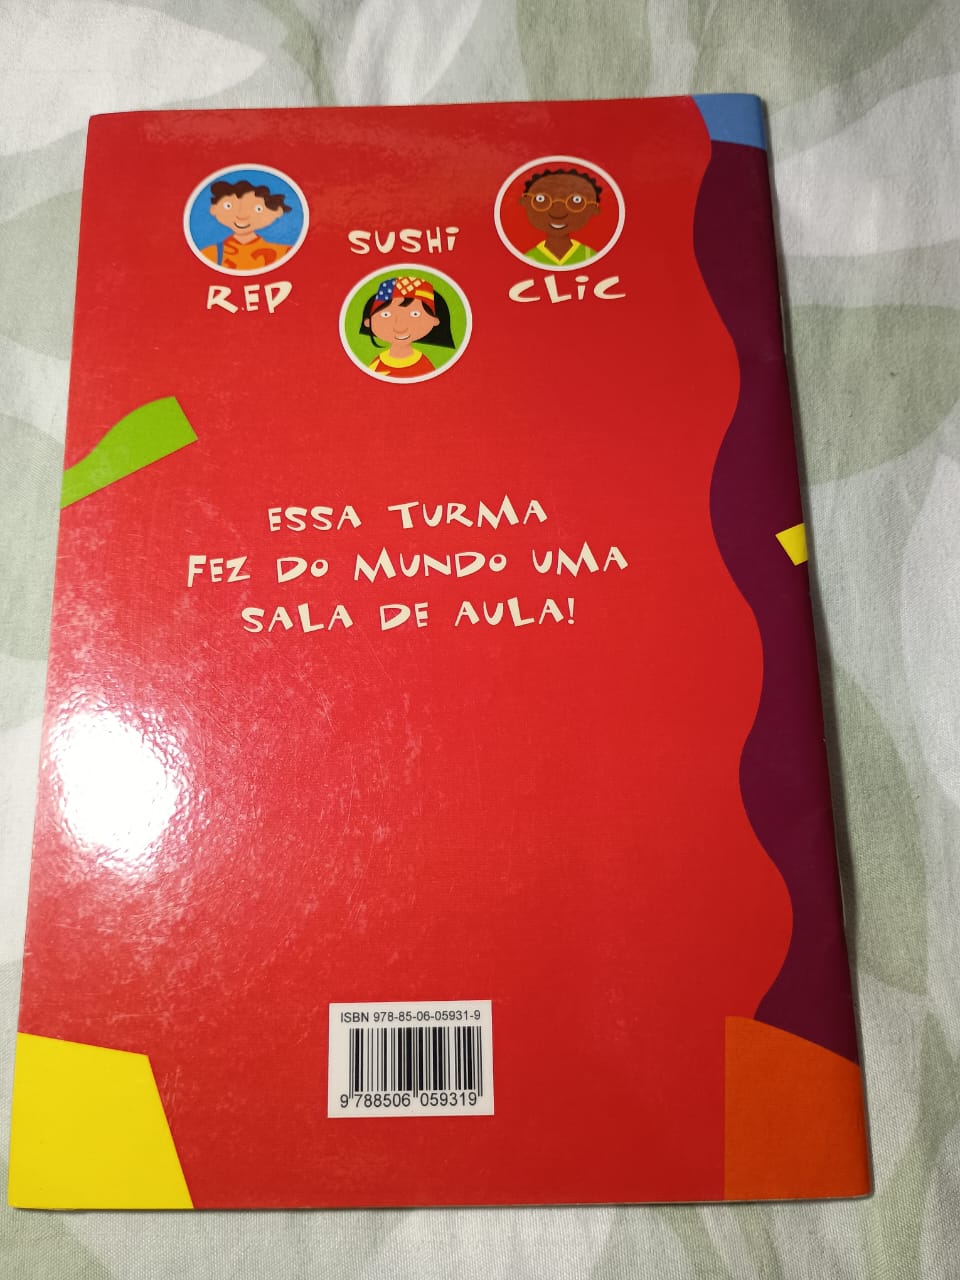 SUSHi
REP
CLiC
ESSA TURMA
FEZ DO MUNDO UMA
SALA DE AULA!
ISBN 978-85-06-05931-9
9 788506 059319